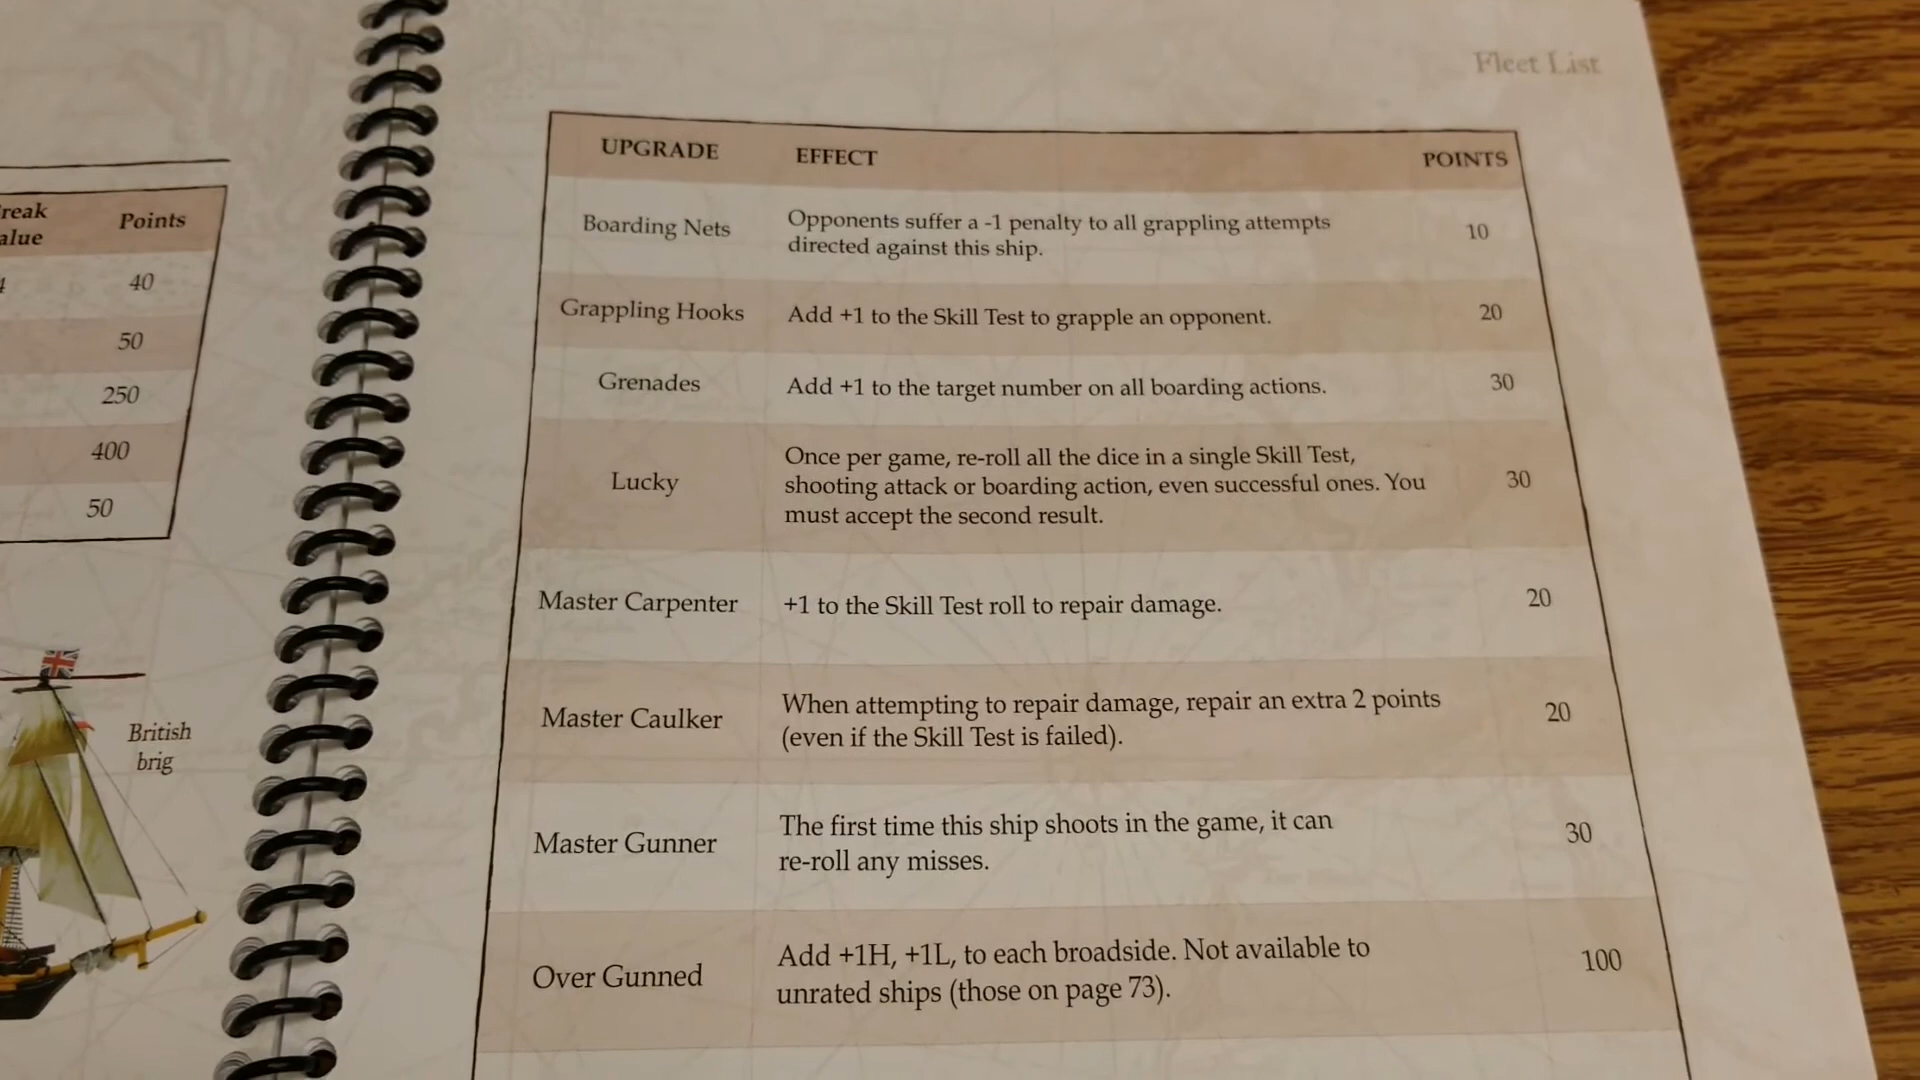 reak
alue
Points
40
50
250
400
50
British
brig
Fleet List
UPGRADE EFFECT POINTS
Boarding Nets
Opponents suffer a -1 penalty to all grappling attempts
directed against this ship.
10
Grappling Hooks Add +1 to the Skill Test to grapple an opponent. 20
Grenades Add +1 to the target number on all boarding actions. 30
Lucky
Once per game, re-roll all the dice in a single Skill Test,
shooting attack or boarding action, even successful ones. You
must accept the second result.
30
Master Carpenter +1 to the Skill Test roll to repair damage. 20
Master Caulker
When attempting to repair damage, repair an extra 2 points
(even if the Skill Test is failed).
20
Master Gunner
The first time this ship shoots in the game, it can
re-roll any misses.
30
Over Gunned
Add +1H, +1L, to each broadside. Not available to
unrated ships (those on page 73).
100